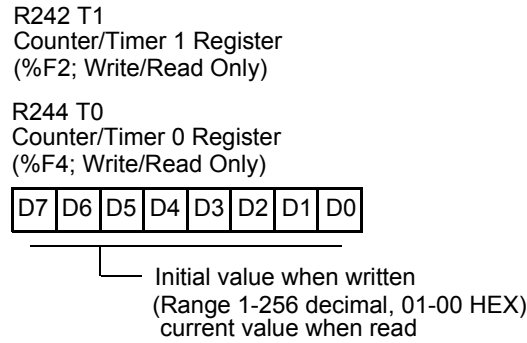 R242 T1
Counter/Timer 1 Register
(%F2; Write/Read Only)
R244 T0
Counter/Timer 0 Register
(%F4; Write/Read Only)
D7 D6 D5 D4 D3 D2 D1 D0
Initial value when written
(Range 1-256 decimal, 01-00 HEX)
current value when read